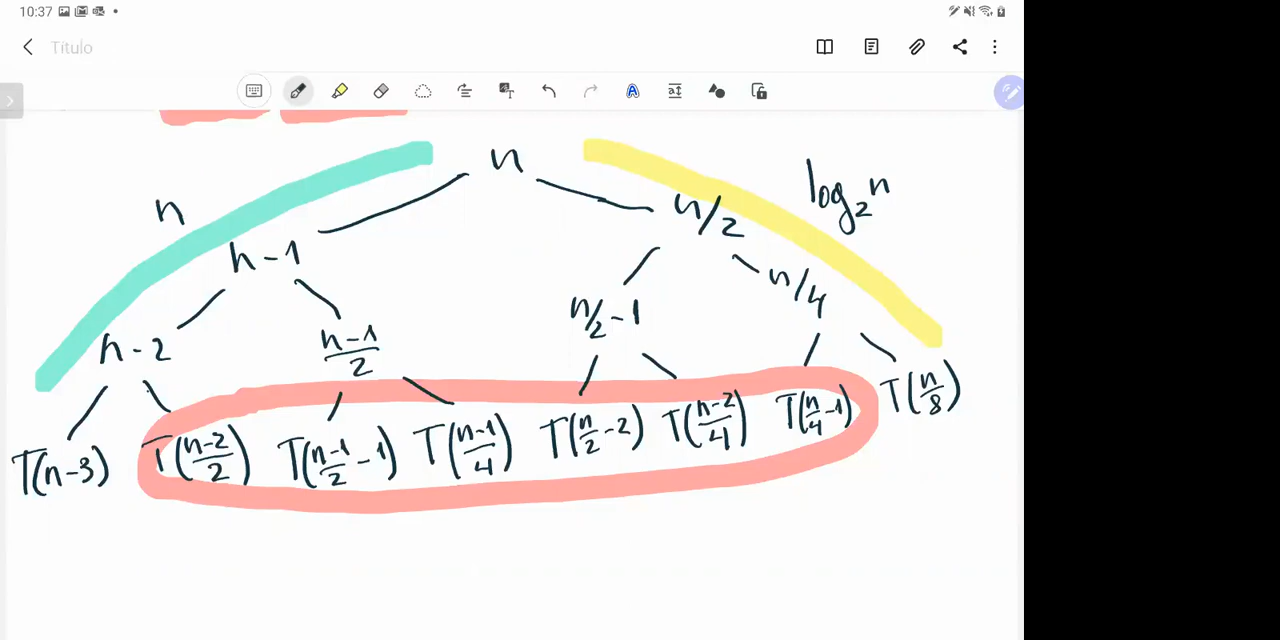 10:37
Título
n
n
n/2
log₂n
n-1
n/2-1
n/4
n-2
n-1/2
T(n-3)
T(n-2/2)
T(n-1/2-1)
T(n-1/4)
T(n/2-2)
T(n-2/4)
T(n/4-1)
T(n/8)